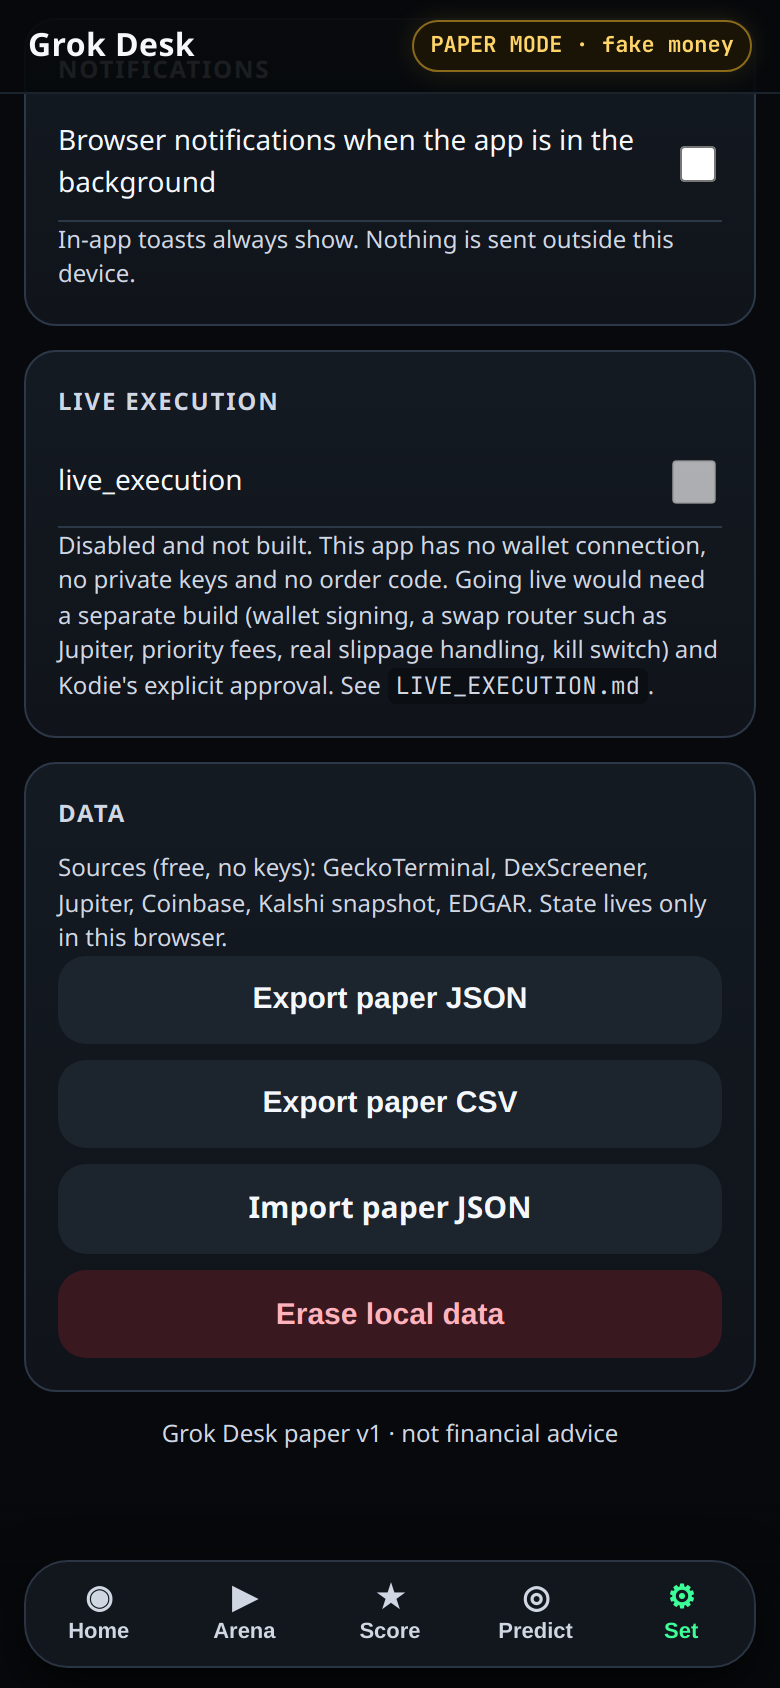 Grok Desk
PAPER MODE · fake money
NOTIFICATIONS
Browser notifications when the app is in the
background
In-app toasts always show. Nothing is sent outside this
device.
LIVE EXECUTION
live_execution
Disabled and not built. This app has no wallet connection,
no private keys and no order code. Going live would need
a separate build (wallet signing, a swap router such as
Jupiter, priority fees, real slippage handling, kill switch) and
Kodie's explicit approval. See LIVE_EXECUTION.md.
DATA
Sources (free, no keys): GeckoTerminal, DexScreener,
Jupiter, Coinbase, Kalshi snapshot, EDGAR. State lives only
in this browser.
Export paper JSON
Export paper CSV
Import paper JSON
Erase local data
Grok Desk paper v1 · not financial advice
Home
Arena
Score
Predict
Set